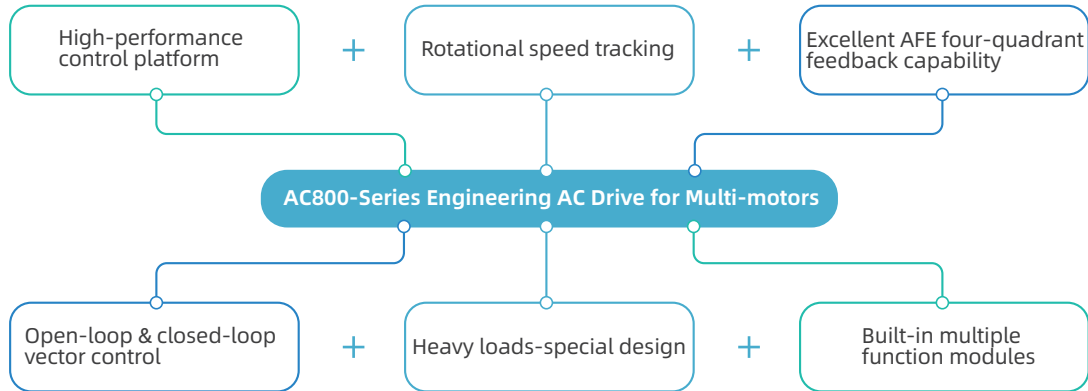 High-performance
control platform
+
Rotational speed tracking
+
Excellent AFE four-quadrant
feedback capability
AC800-Series Engineering AC Drive for Multi-motors
Open-loop & closed-loop
vector control
+
Heavy loads-special design
+
Built-in multiple
function modules